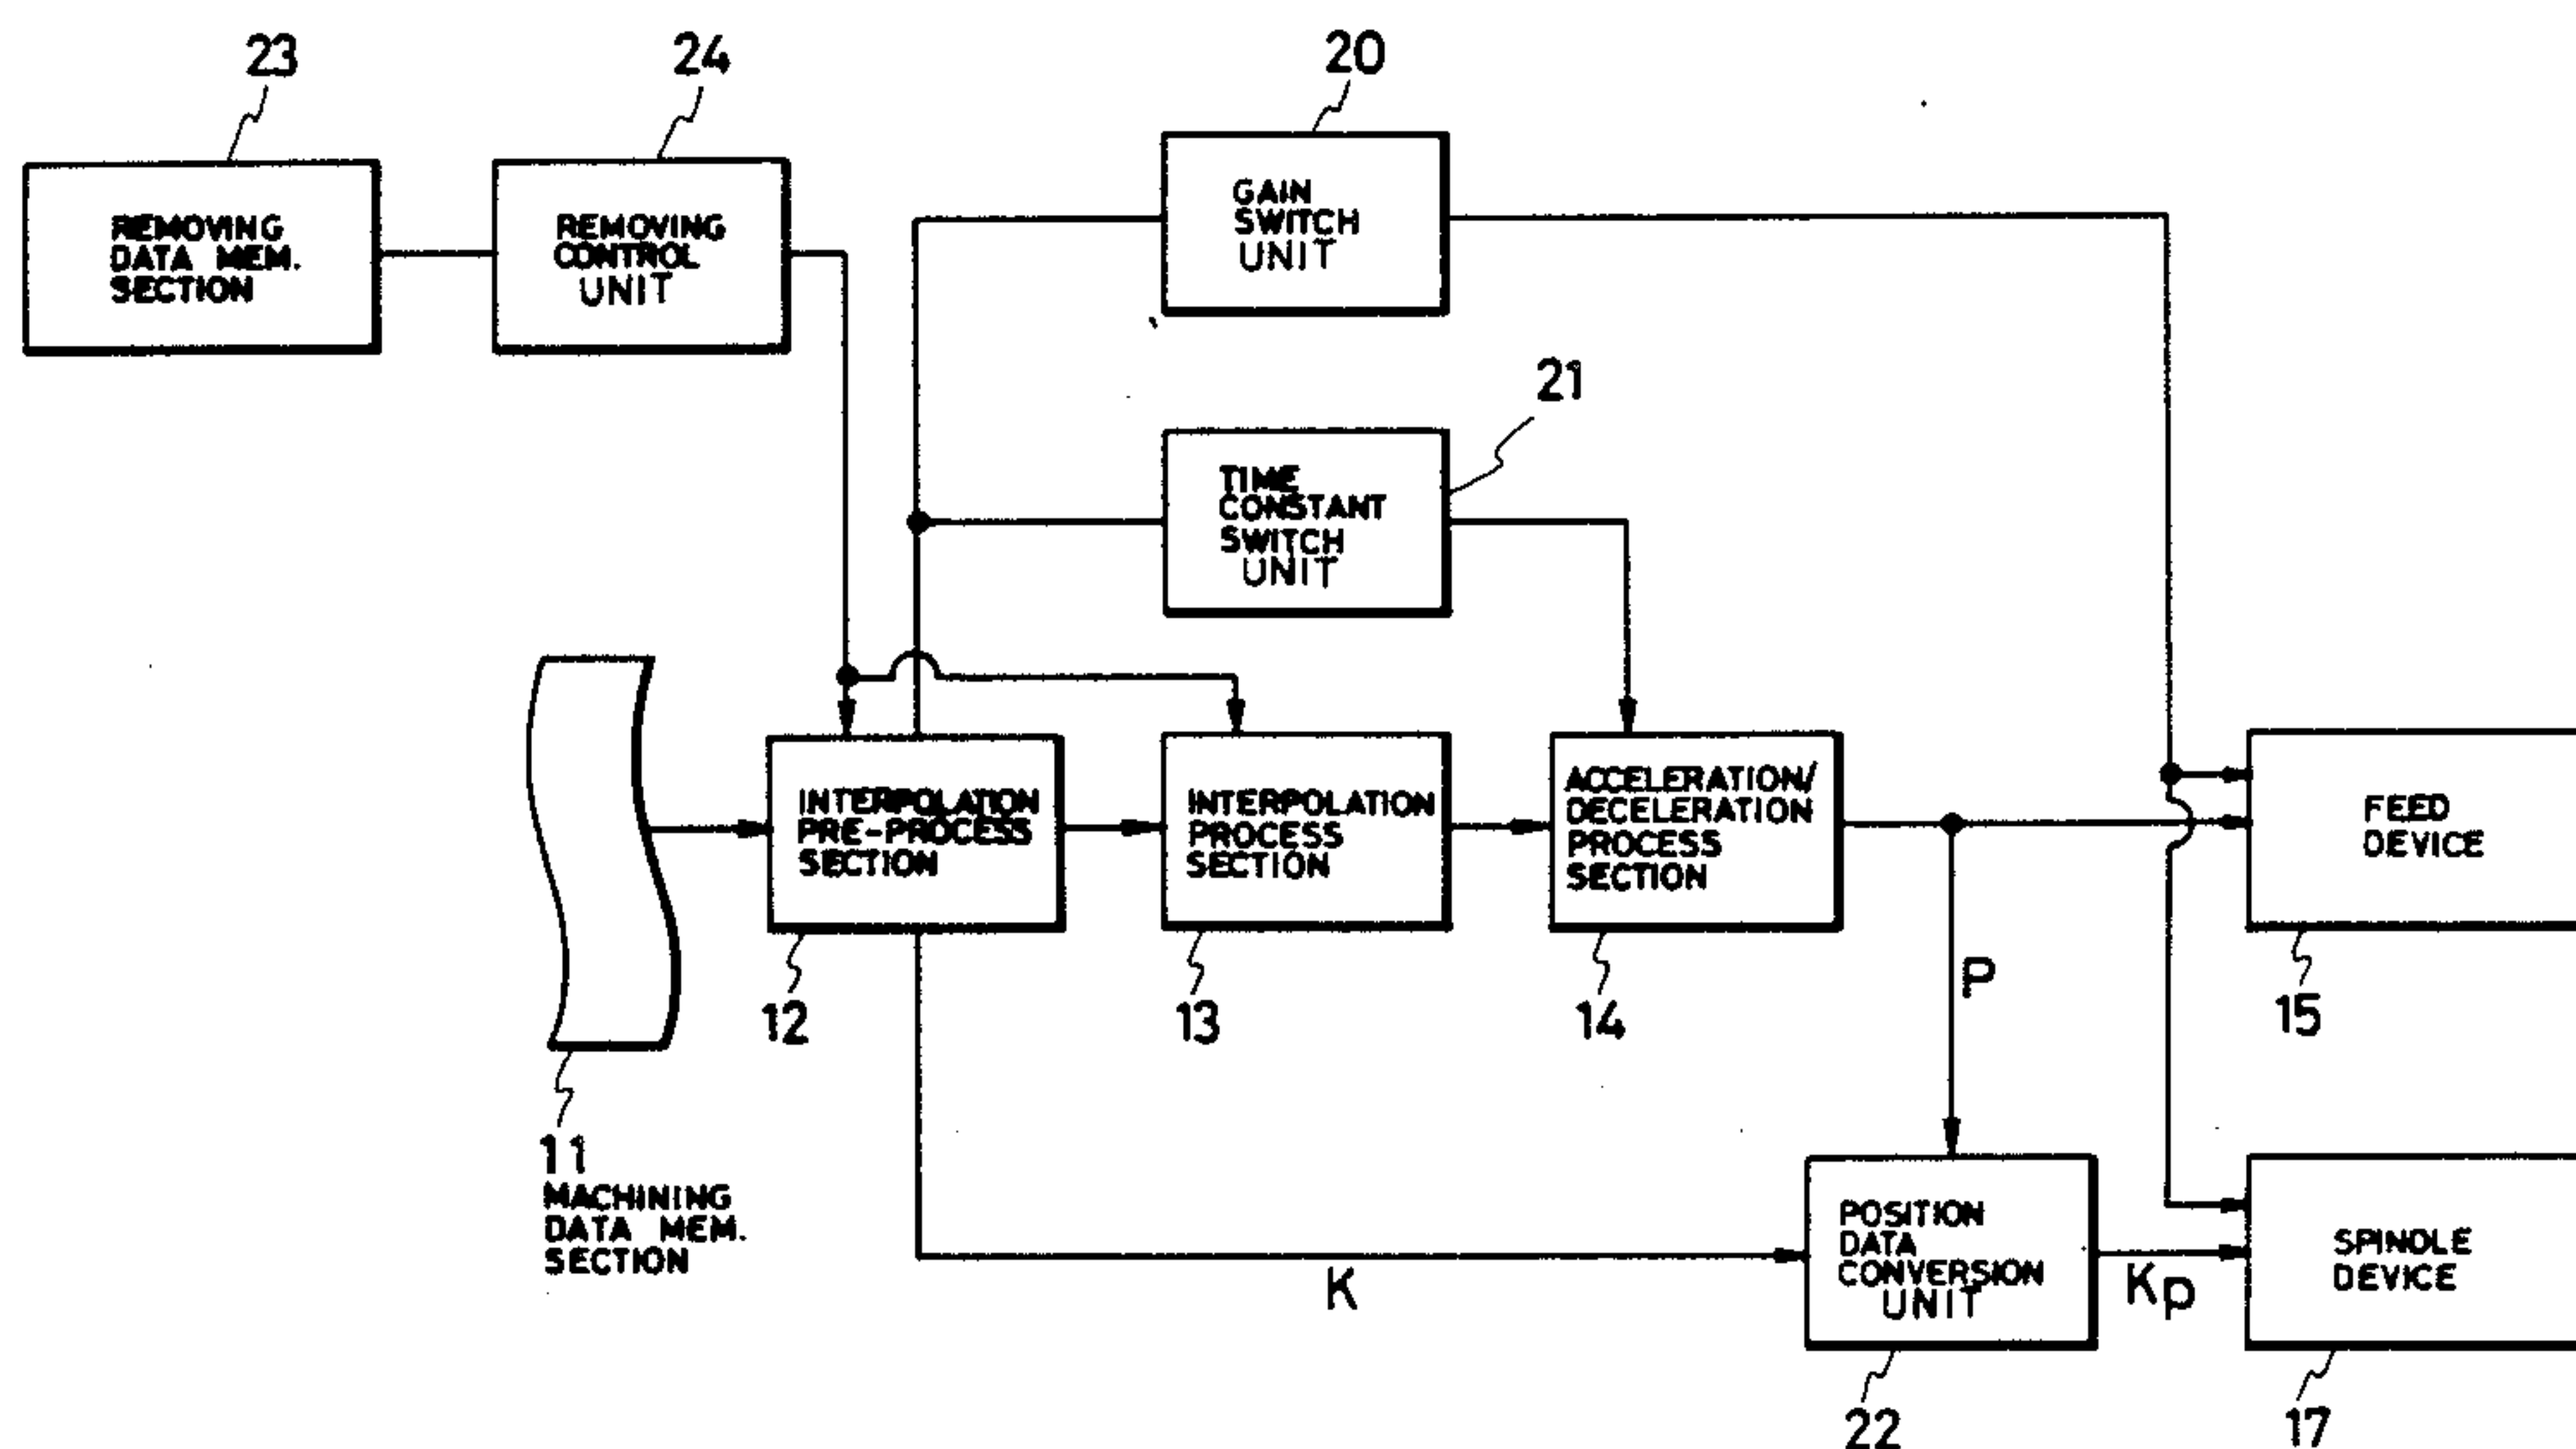 23
24
20
REMOVING
DATA MEM.
SECTION
REMOVING
CONTROL
UNIT
GAIN
SWITCH
UNIT
21
TIME
CONSTANT
SWITCH
UNIT
INTERPOLATION
PRE-PROCESS
SECTION
INTERPOLATION
PROCESS
SECTION
ACCELERATION/
DECELERATION
PROCESS
SECTION
FEED
DEVICE
12
13
14
P
15
11
MACHINING
DATA MEM.
SECTION
K
POSITION
DATA
CONVERSION
UNIT
Kp
SPINDLE
DEVICE
22
17